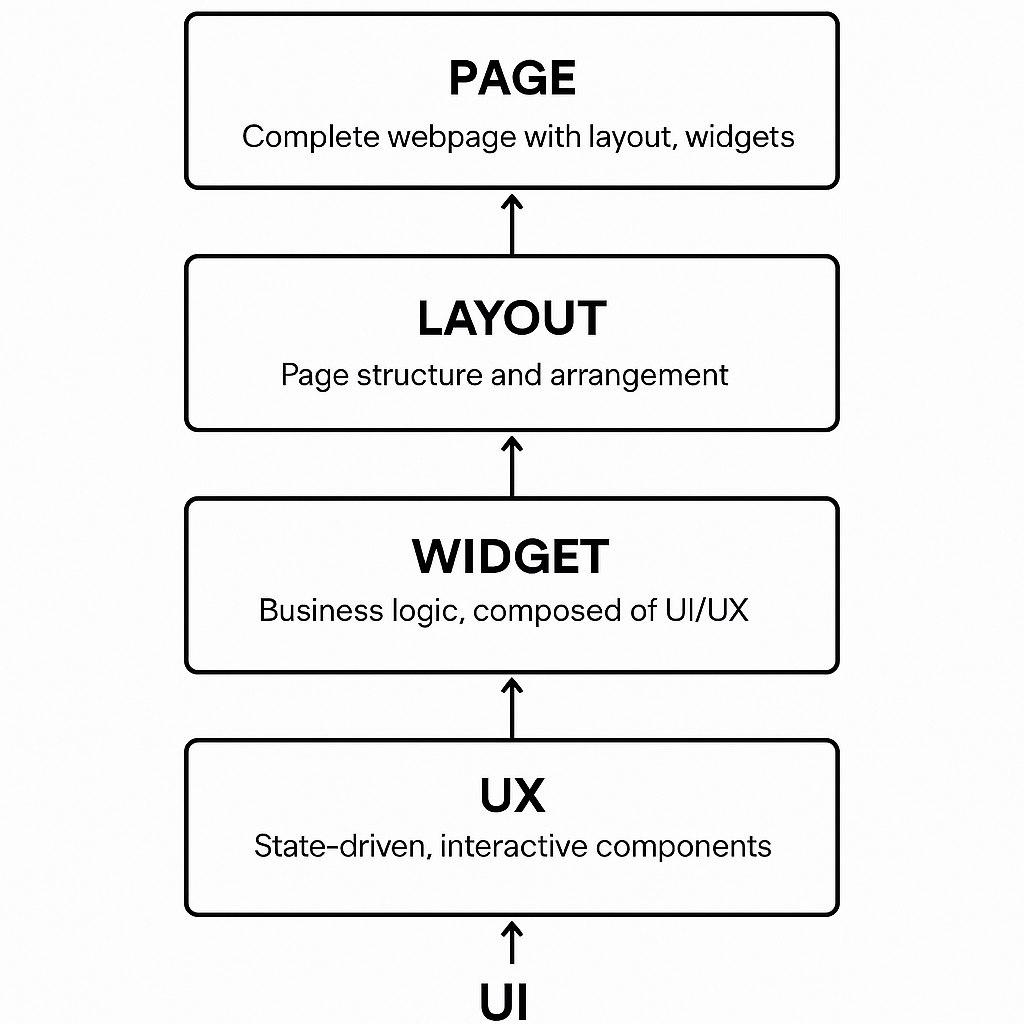 PAGE
Complete webpage with layout, widgets
LAYOUT
Page structure and arrangement
WIDGET
Business logic, composed of UI/UX
UX
State-driven, interactive components
UI